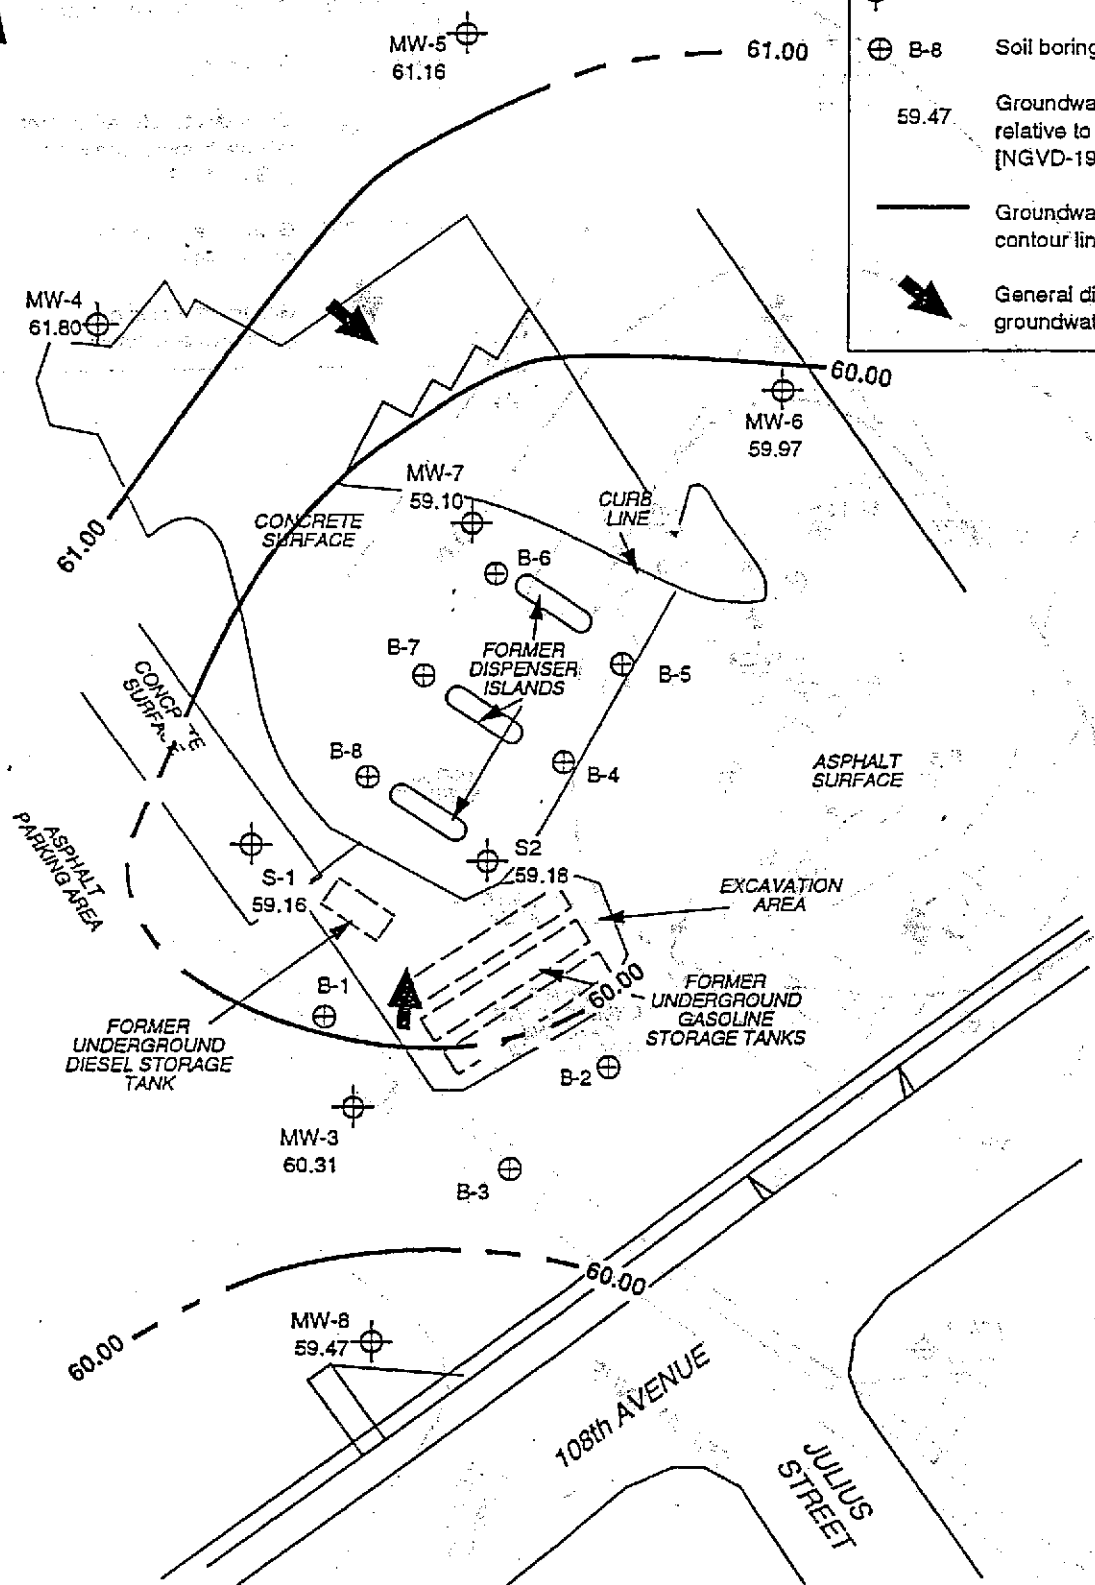 MW-5
61.16
61.00
B-8
Soil boring
59.47
Groundwa
relative to
[NGVD-19
Groundwa
contour lin
General di
groundwat
MW-4
61.80
60.00
MW-6
59.97
MW-7
59.10
CURB
LINE
CONCRETE
SURFACE
61.00
B-6
B-7
FORMER
DISPENSER
ISLANDS
B-5
CONCRETE
SURFACE
B-8
B-4
ASPHALT
SURFACE
ASPHALT
PARKING AREA
S-1
59.16
S2
59.18
EXCAVATION
AREA
B-1
60.00
FORMER
UNDERGROUND
GASOLINE
STORAGE TANKS
FORMER
UNDERGROUND
DIESEL STORAGE
TANK
B-2
MW-3
60.31
B-3
60.00
MW-8
59.47
60.00
108th AVENUE
JULIUS
STREET